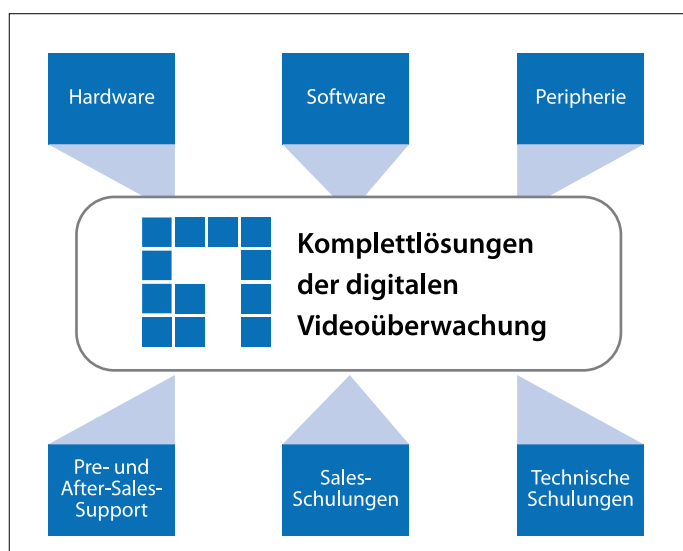 Hardware
Software
Peripherie
Komplettlösungen
der digitalen
Videoüberwachung
Pre- und
After-Sales-
Support
Sales-
Schulungen
Technische
Schulungen